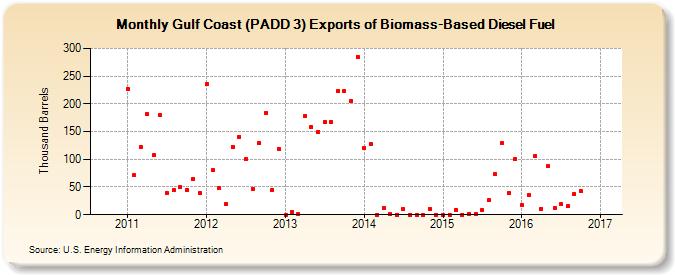 Monthly Gulf Coast (PADD 3) Exports of Biomass-Based Diesel Fuel
Thousand Barrels
300
250
200
150
100
50
0
2011 2012 2013 2014 2015 2016 2017
Source: U.S. Energy Information Administration